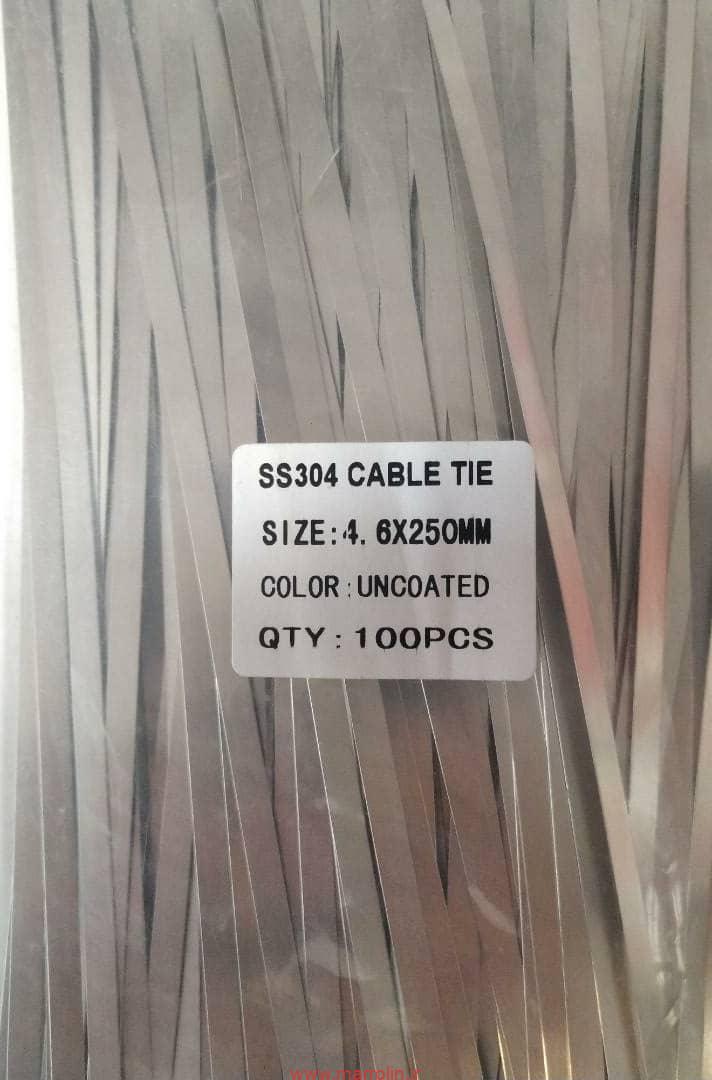 SS304 CABLE TIE
SIZE:4.6X250MM
COLOR:UNCOATED
QTY:100PCS